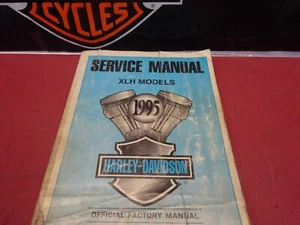 CYCLES
SERVICE MANUAL
XLH MODELS
1995
HARLEY-DAVIDSON
OFFICIAL FACTORY MANUAL